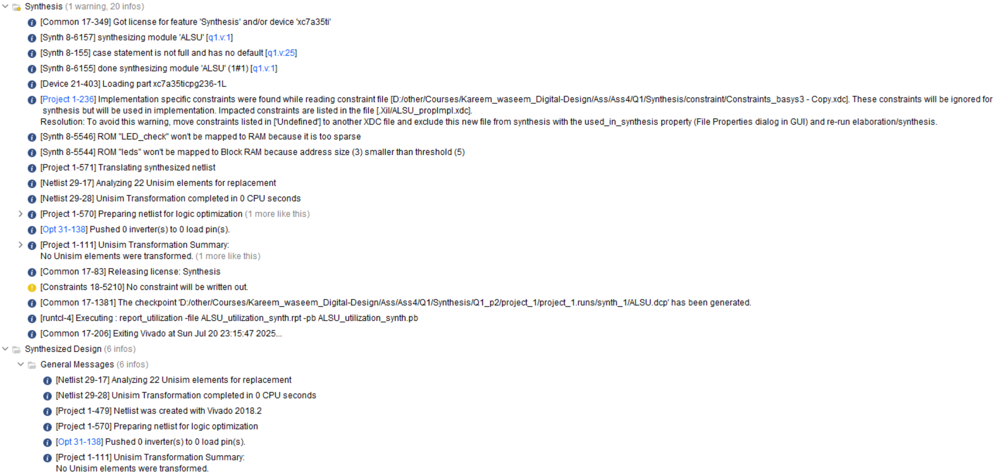 Synthesis (1 warning, 20 infos)
[Common 17-349] Got license for feature 'Synthesis' and/or device 'xc7a35ti'
[Synth 8-6157] synthesizing module 'ALSU' [q1.v:1]
[Synth 8-155] case statement is not full and has no default [q1.v:25]
[Synth 8-6155] done synthesizing module 'ALSU' (1#1) [q1.v:1]
[Device 21-403] Loading part xc7a35ticpg236-1L
[Project 1-236] Implementation specific constraints were found while reading constraint file [D:/other/Courses/Kareem_waseem_Digital-Design/Ass/Ass4/Q1/Synthesis/constraint/Constraints_basys3 - Copy.xdc]. These constraints will be ignored for
synthesis but will be used in implementation. Impacted constraints are listed in the file [.Xil/ALSU_propImpl.xdc].
Resolution: To avoid this warning, move constraints listed in ['Undefined'] to another XDC file and exclude this new file from synthesis with the used_in_synthesis property (File Properties dialog in GUI) and re-run elaboration/synthesis.
[Synth 8-5546] ROM "LED_check" won't be mapped to RAM because it is too sparse
[Synth 8-5544] ROM "leds" won't be mapped to Block RAM because address size (3) smaller than threshold (5)
[Project 1-571] Translating synthesized netlist
[Netlist 29-17] Analyzing 22 Unisim elements for replacement
[Netlist 29-28] Unisim Transformation completed in 0 CPU seconds
[Project 1-570] Preparing netlist for logic optimization (1 more like this)
[Opt 31-138] Pushed 0 inverter(s) to 0 load pin(s).
[Project 1-111] Unisim Transformation Summary:
No Unisim elements were transformed. (1 more like this)
[Common 17-83] Releasing license: Synthesis
[Constraints 18-5210] No constraint will be written out.
[Common 17-1381] The checkpoint 'D:/other/Courses/Kareem_waseem_Digital-Design/Ass/Ass4/Q1/Synthesis/Q1_p2/project_1/project_1.runs/synth_1/ALSU.dcp' has been generated.
[runtcl-4] Executing : report_utilization -file ALSU_utilization_synth.rpt -pb ALSU_utilization_synth.pb
[Common 17-206] Exiting Vivado at Sun Jul 20 23:15:47 2025...
Synthesized Design (6 infos)
General Messages (6 infos)
[Netlist 29-17] Analyzing 22 Unisim elements for replacement
[Netlist 29-28] Unisim Transformation completed in 0 CPU seconds
[Project 1-479] Netlist was created with Vivado 2018.2
[Project 1-570] Preparing netlist for logic optimization
[Opt 31-138] Pushed 0 inverter(s) to 0 load pin(s).
[Project 1-111] Unisim Transformation Summary:
No Unisim elements were transformed.